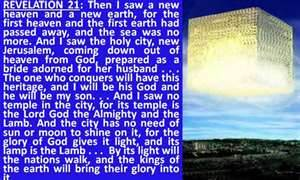 REVELATION 21: Then I saw a new
heaven and a new earth, for the
first heaven and the first earth had
passed away, and the sea was no
more. And I saw the holy city, new
Jerusalem, coming down out of
heaven from God, prepared as a
bride adorned for her husband . . .
The one who conquers will have this
heritage, and I will be his God and
he will be my son. . . And I saw no
temple in the city, for its temple is
the Lord God the Almighty and the
Lamb. And the city has no need of
sun or moon to shine on it, for the
glory of God gives it light, and its
lamp is the Lamb . . . By its light will
the nations walk, and the kings of
the earth will bring their glory into
it